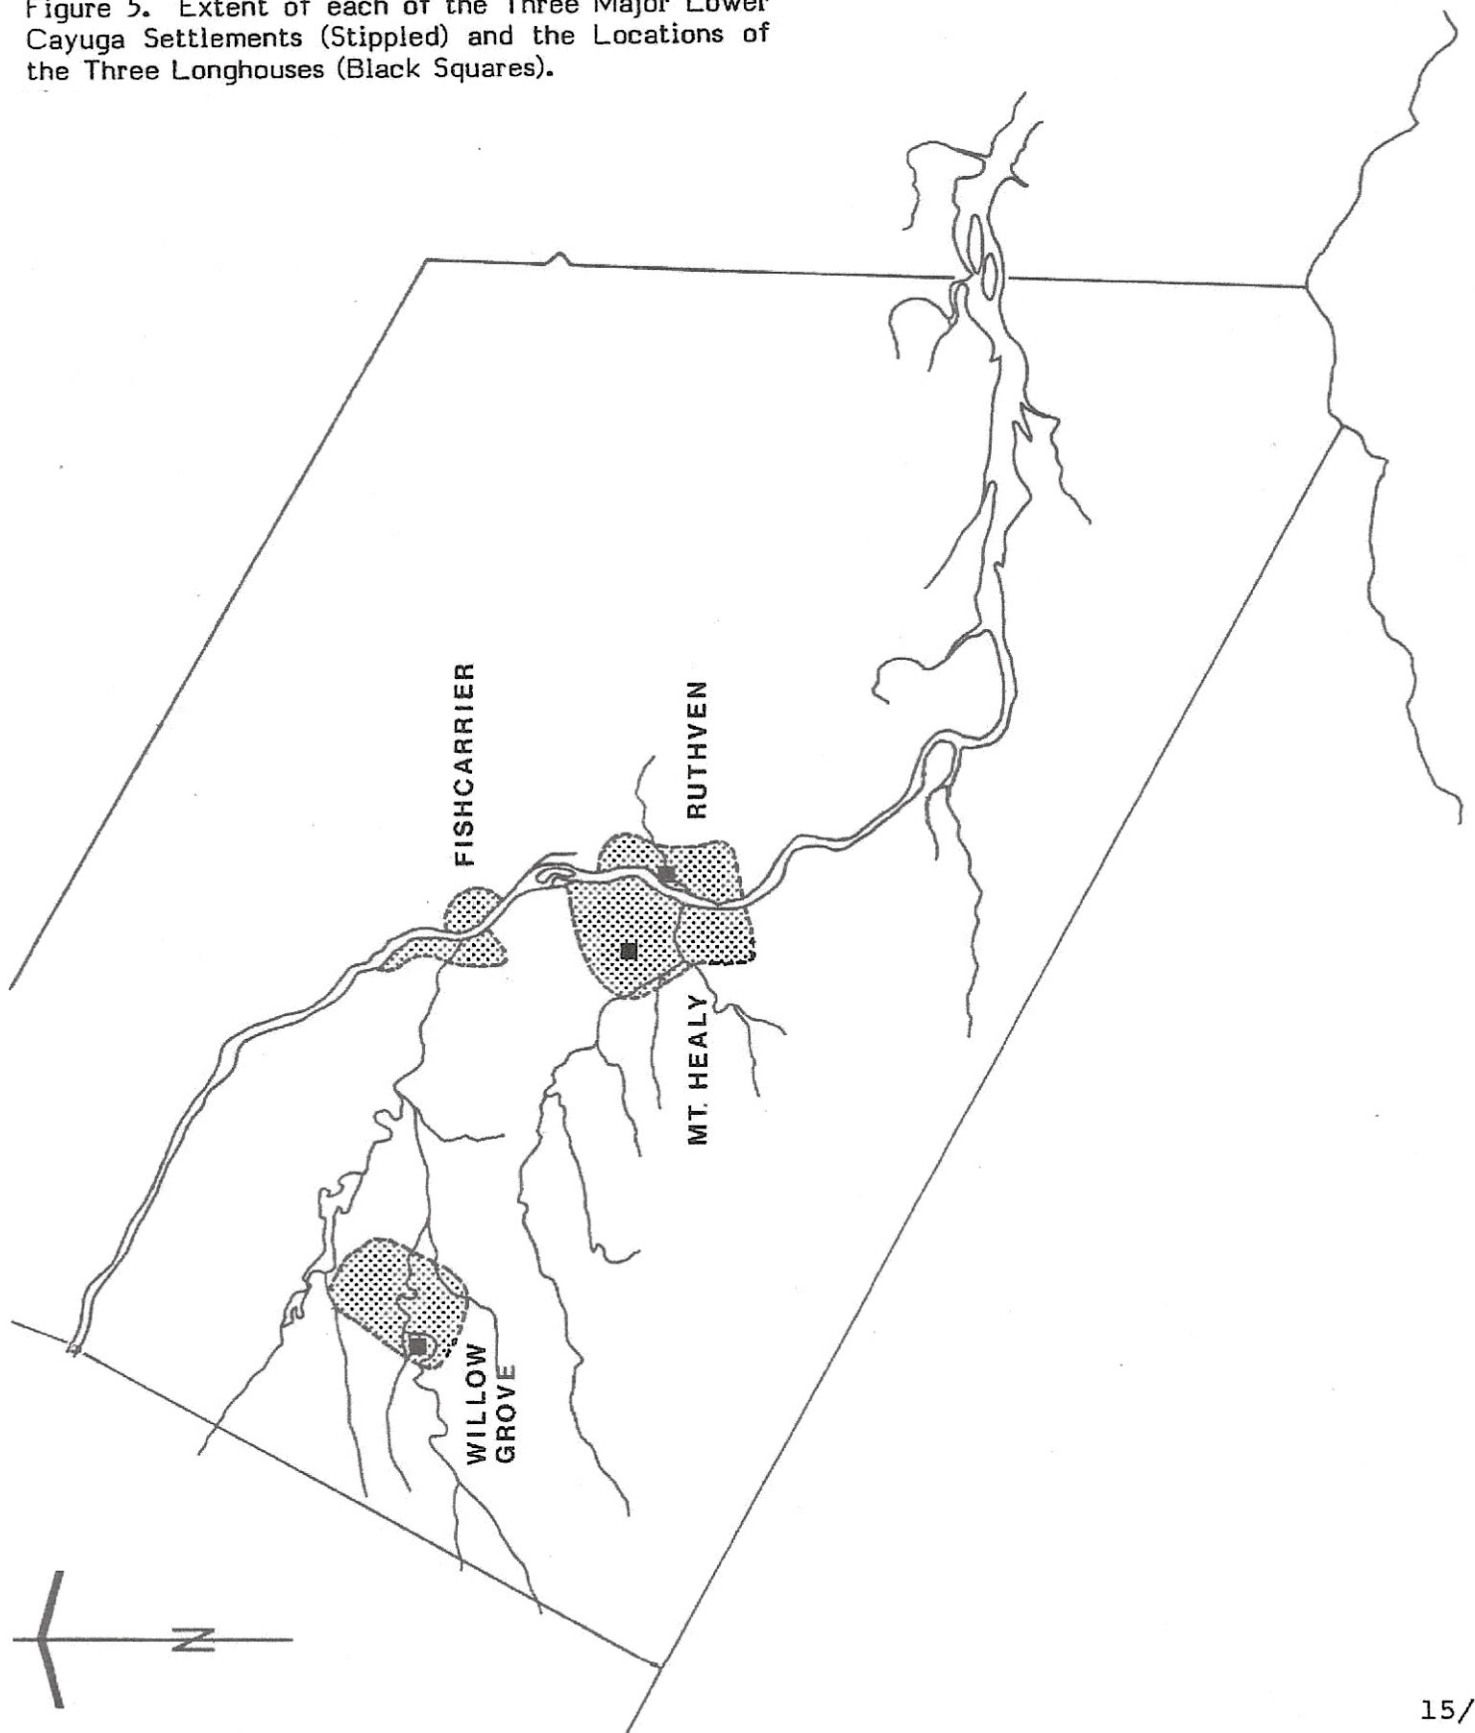 Figure 5. Extent of each of the Three Major Lower
Cayuga Settlements (Stippled) and the Locations of
the Three Longhouses (Black Squares).
FISHCARRIER
RUTHVEN
MT. HEALY
WILLOW
GROVE
N
15/